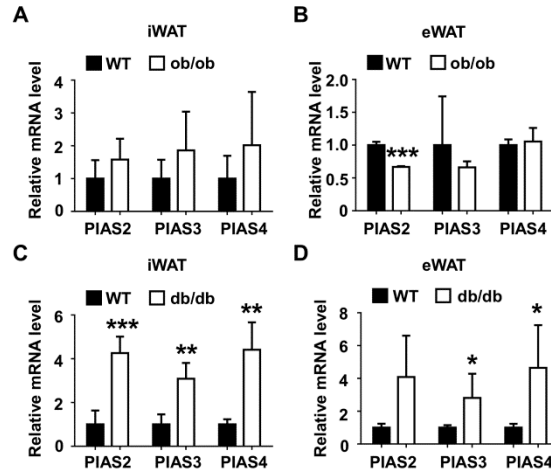 A
iWAT
WT ob/ob
Relative mRNA level
4
3
2
1
0
PIAS2 PIAS3 PIAS4
B
eWAT
WT ob/ob
Relative mRNA level
2.0
1.5
1.0
0.5
0
***
PIAS2 PIAS3 PIAS4
C
iWAT
WT db/db
Relative mRNA level
6
4
2
0
*** ** **
PIAS2 PIAS3 PIAS4
D
eWAT
WT db/db
Relative mRNA level
8
6
4
2
0
* *
PIAS2 PIAS3 PIAS4